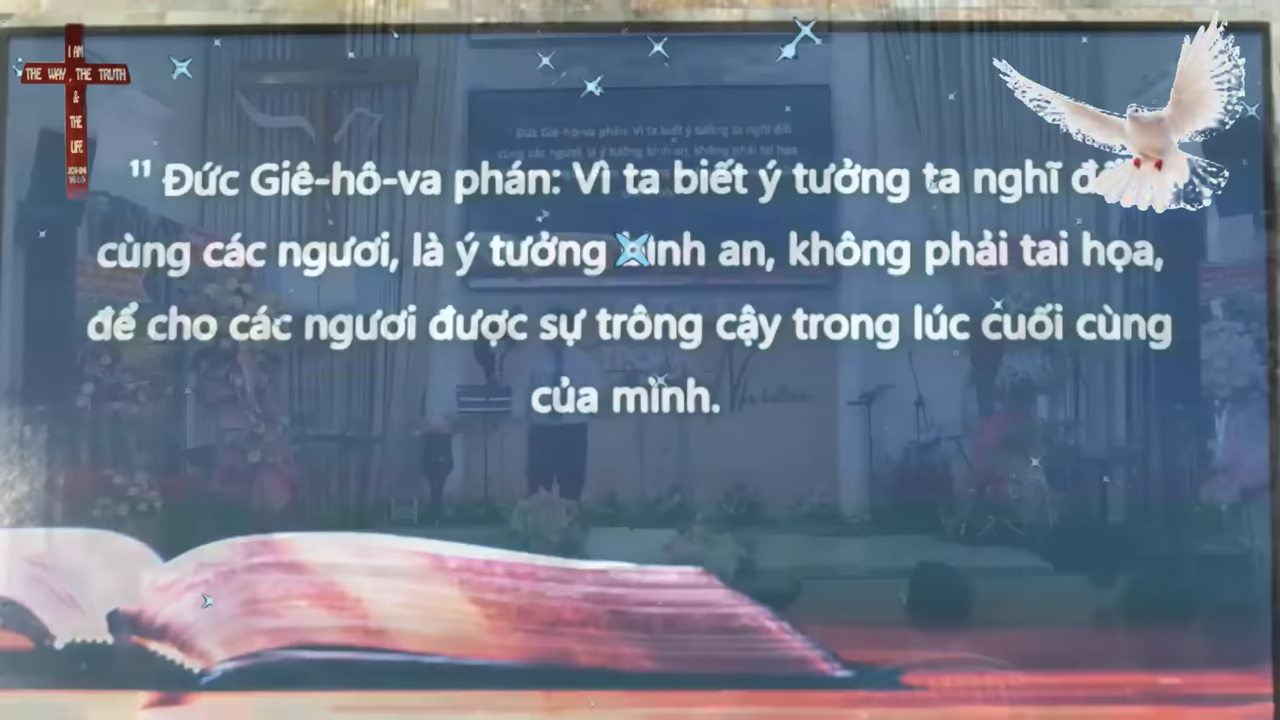 I AM
THE WAY, THE TRUTH
&
THE
LIFE
JOHN
¹¹ Đức Giê-hô-va phán: Vì ta biết ý tưởng ta nghĩ
cùng các ngươi, là ý tưởng bình an, không phải tai họa,
để cho các ngươi được sự trông cậy trong lúc cuối cùng
của mình.